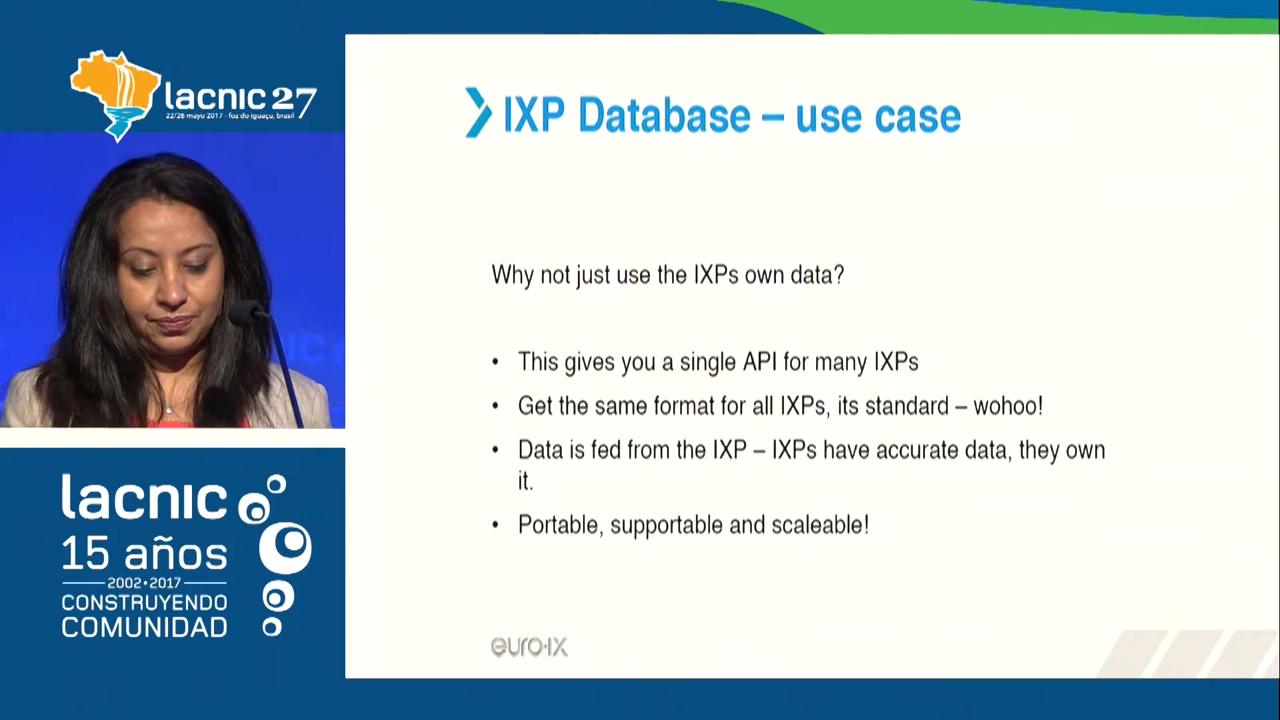 lacnic 27
22/26 mayo 2017 - foz do iguaçu, brasil
IXP Database – use case
Why not just use the IXPs own data?
• This gives you a single API for many IXPs
• Get the same format for all IXPs, its standard – wohoo!
• Data is fed from the IXP – IXPs have accurate data, they own
it.
• Portable, supportable and scaleable!
euro-ix
lacnic
15 años
2002•2017
CONSTRUYENDO
COMUNIDAD